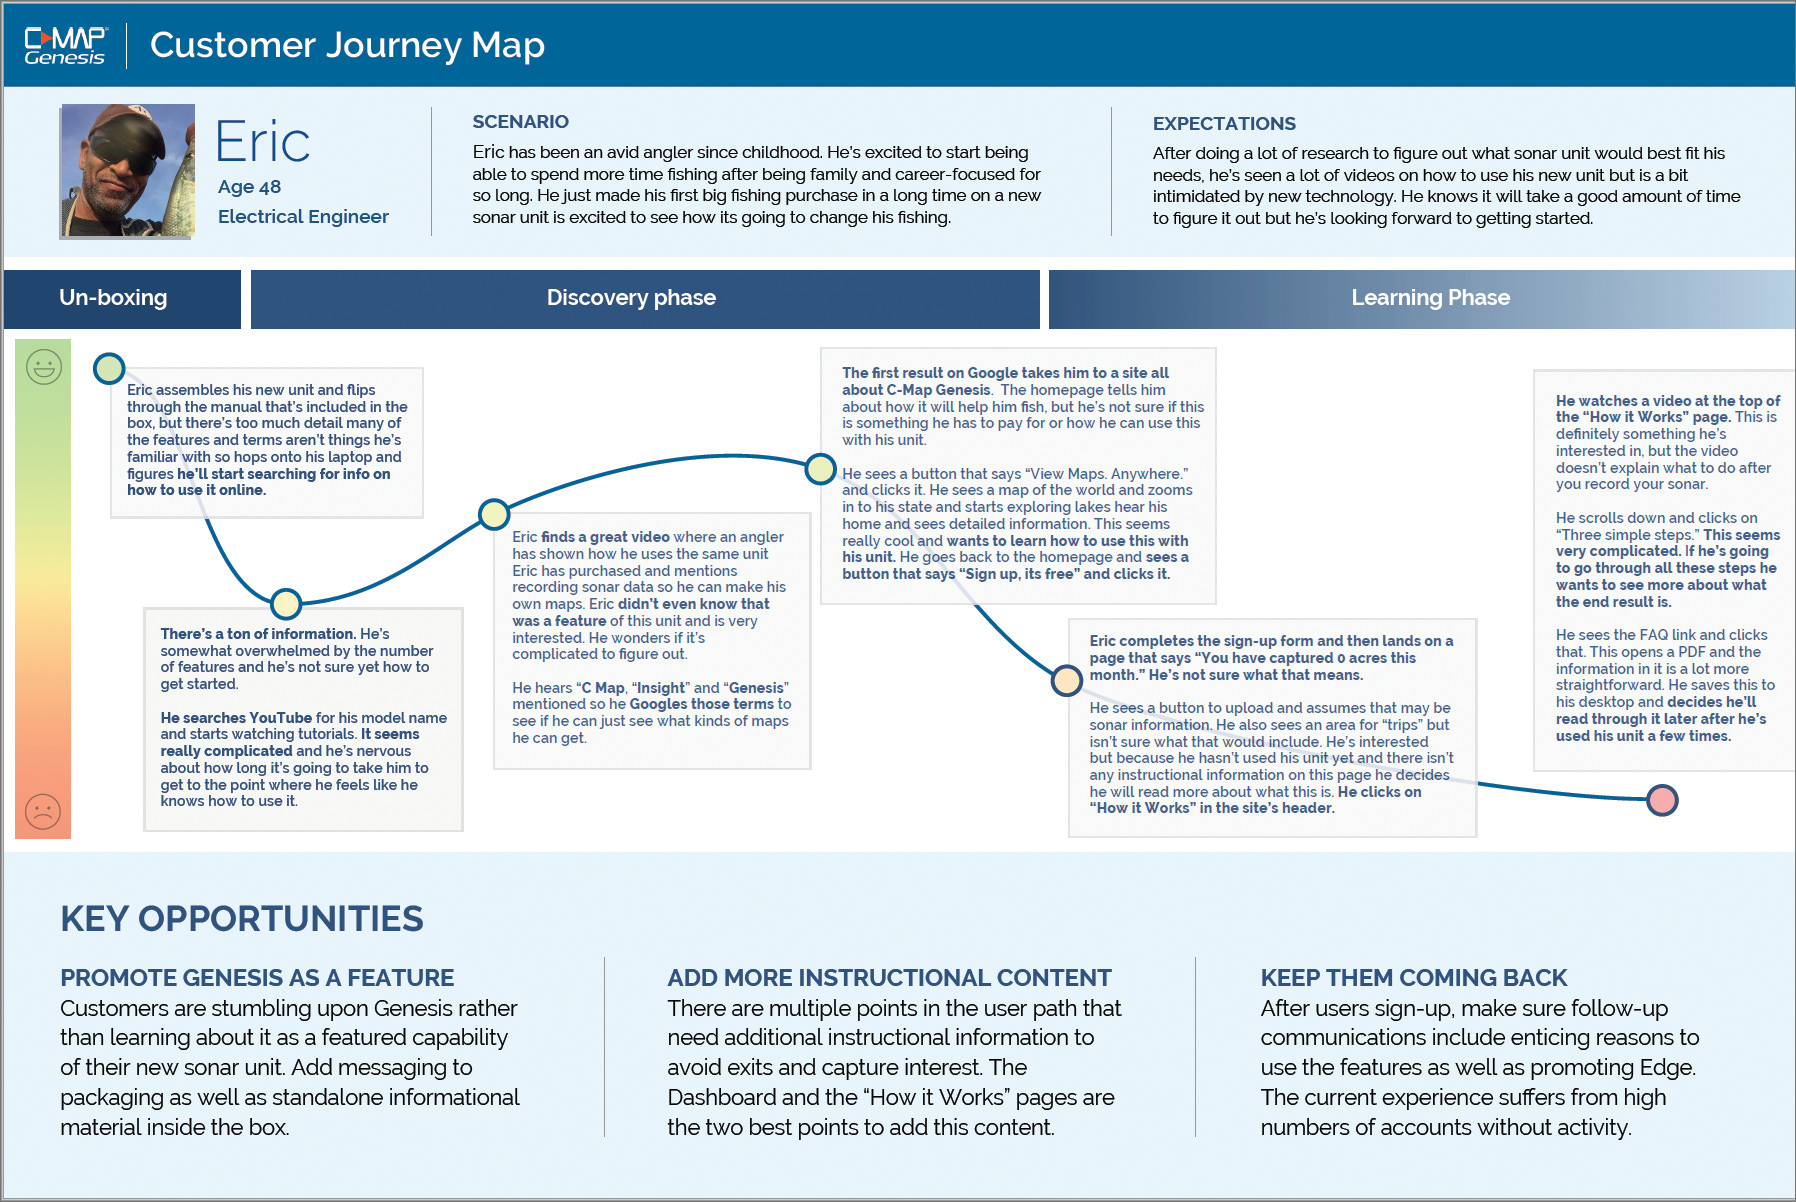 C-MAP
Genesis
Customer Journey Map
Eric
Age 48
Electrical Engineer
SCENARIO
Eric has been an avid angler since childhood. He's excited to start being
able to spend more time fishing after being family and career-focused for
so long. He just made his first big fishing purchase in a long time on a new
sonar unit is excited to see how its going to change his fishing.
EXPECTATIONS
After doing a lot of research to figure out what sonar unit would best fit his
needs, he's seen a lot of videos on how to use his new unit but is a bit
intimidated by new technology. He knows it will take a good amount of time
to figure it out but he's looking forward to getting started.
Un-boxing
Discovery phase
Learning Phase
Eric assembles his new unit and flips
through the manual that's included in the
box, but there's too much detail many of
the features and terms aren't things he's
familiar with so hops onto his laptop and
figures he'll start searching for info on
how to use it online.
There's a ton of information. He's
somewhat overwhelmed by the number
of features and he's not sure yet how to
get started.
He searches YouTube for his model name
and starts watching tutorials. It seems
really complicated and he's nervous
about how long it's going to take him to
get to the point where he feels like he
knows how to use it.
Eric finds a great video where an angler
has shown how he uses the same unit
Eric has purchased and mentions
recording sonar data so he can make his
own maps. Eric didn't even know that
was a feature of this unit and is very
interested. He wonders if it's
complicated to figure out.
He hears “C Map, “Insight” and “Genesis”
mentioned so he Googles those terms to
see if he can just see what kinds of maps
he can get.
The first result on Google takes him to a site all
about C-Map Genesis. The homepage tells him
about how it will help him fish, but he's not sure if this
is something he has to pay for or how he can use this
with his unit.
He sees a button that says “View Maps. Anywhere.”
and clicks it. He sees a map of the world and zooms
in to his state and starts exploring lakes hear his
home and sees detailed information. This seems
really cool and wants to learn how to use this with
his unit. He goes back to the homepage and sees a
button that says “Sign up, its free” and clicks it.
Eric completes the sign-up form and then lands on a
page that says “You have captured 0 acres this
month.” He's not sure what that means.
He sees a button to upload and assumes that may be
sonar information. He also sees an area for “trips” but
isn't sure what that would include. He's interested
but because he hasn't used his unit yet and there isn't
any instructional information on this page he decides
he will read more about what this is. He clicks on
“How it Works” in the site's header.
He watches a video at the top of
the “How it Works” page. This is
definitely something he's
interested in, but the video
doesn't explain what to do after
you record your sonar.
He scrolls down and clicks on
“Three simple steps.” This seems
very complicated. If he's going
to go through all these steps he
wants to see more about what
the end result is.
He sees the FAQ link and clicks
that. This opens a PDF and the
information in it is a lot more
straightforward. He saves this to
his desktop and decides he'll
read through it later after he's
used his unit a few times.
KEY OPPORTUNITIES
PROMOTE GENESIS AS A FEATURE
Customers are stumbling upon Genesis rather
than learning about it as a featured capability
of their new sonar unit. Add messaging to
packaging as well as standalone informational
material inside the box.
ADD MORE INSTRUCTIONAL CONTENT
There are multiple points in the user path that
need additional instructional information to
avoid exits and capture interest. The
Dashboard and the “How it Works” pages are
the two best points to add this content.
KEEP THEM COMING BACK
After users sign-up, make sure follow-up
communications include enticing reasons to
use the features as well as promoting Edge.
The current experience suffers from high
numbers of accounts without activity.